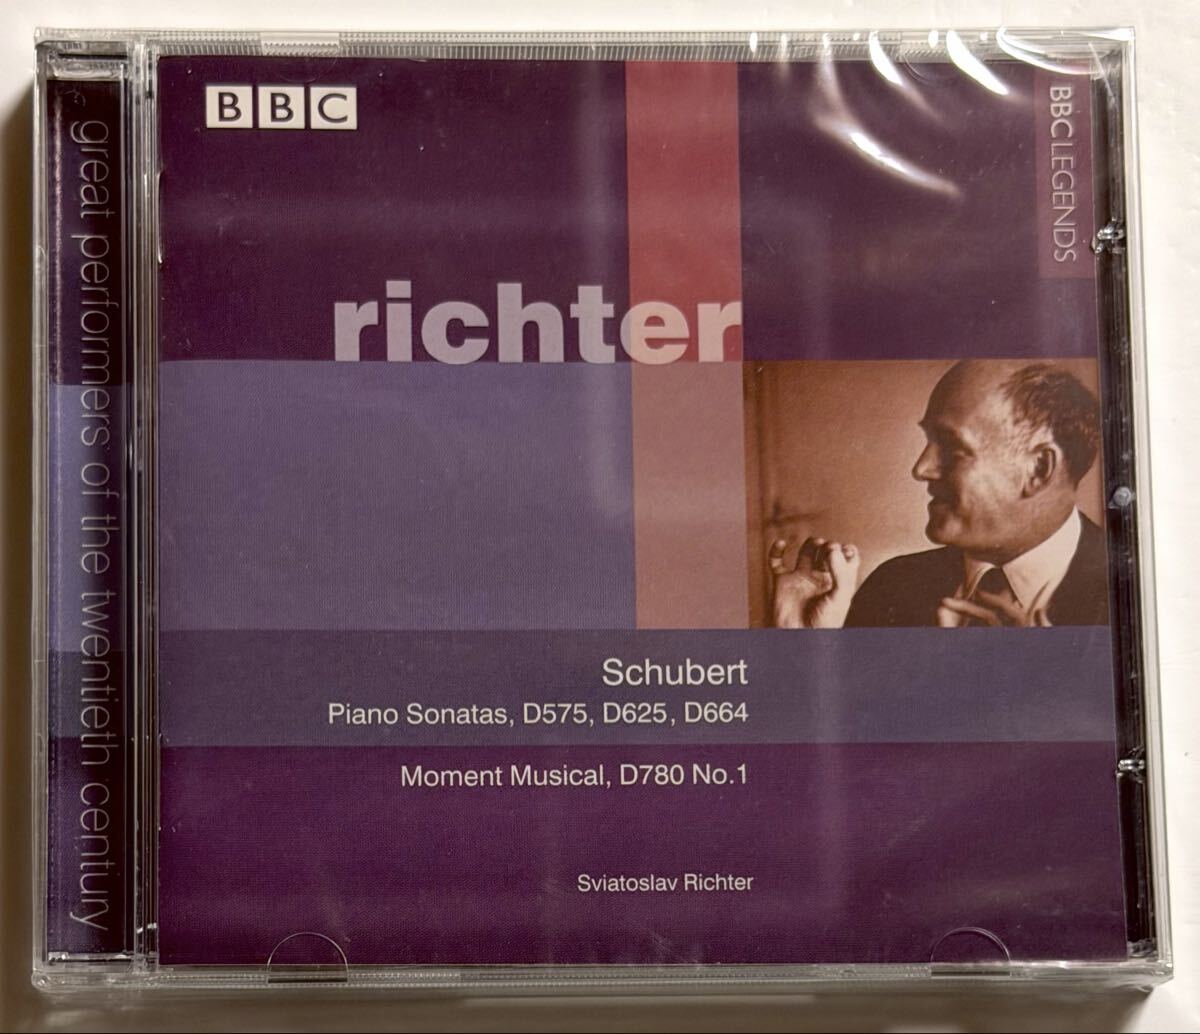 BBC
BBC LEGENDS
great performers of the twentieth century
richter
Schubert
Piano Sonatas, D575, D625, D664
Moment Musical, D780 No.1
Sviatoslav Richter